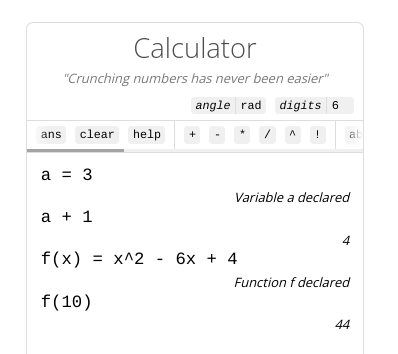 Calculator
"Crunching numbers has never been easier"
angle rad digits 6
ans clear help + - * / ^ !
a = 3
Variable a declared
a + 1
4
f(x) = x^2 - 6x + 4
Function f declared
f(10)
44